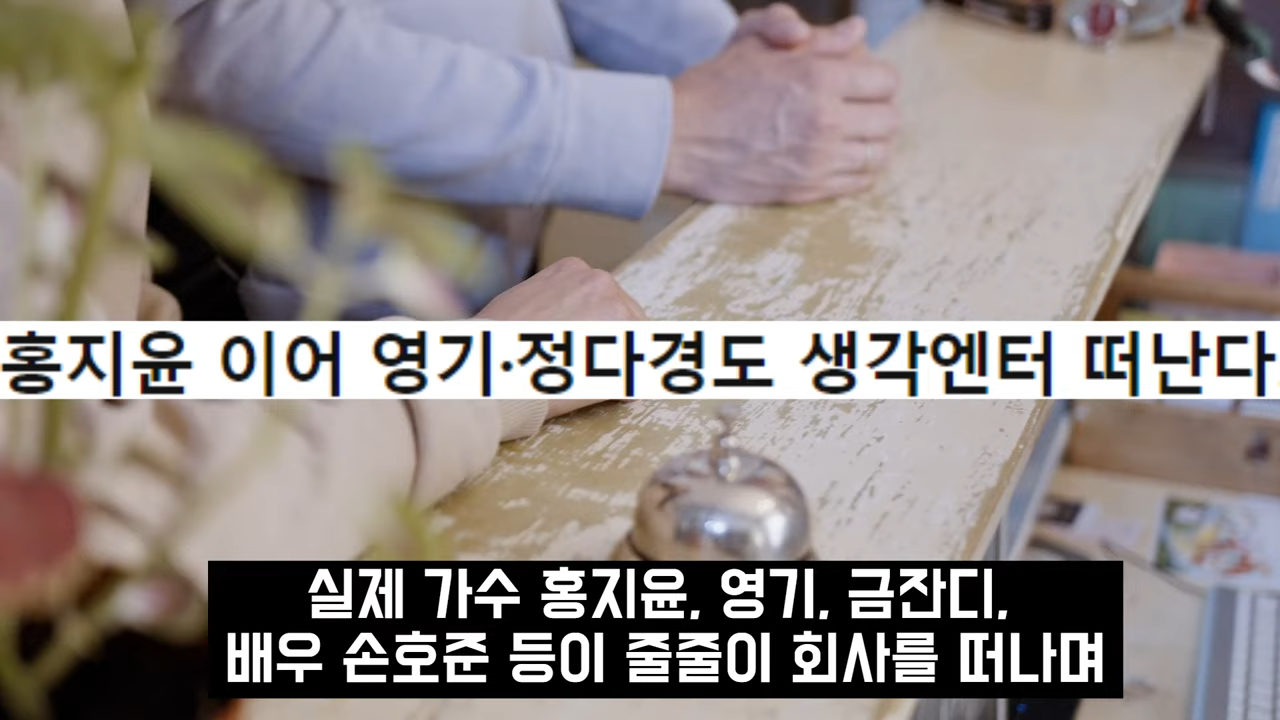 홍지윤 이어 영기·정다경도 생각엔터 떠난다
실제 가수 홍지윤, 영기, 금잔디,
배우 손호준 등이 줄줄이 회사를 떠나며